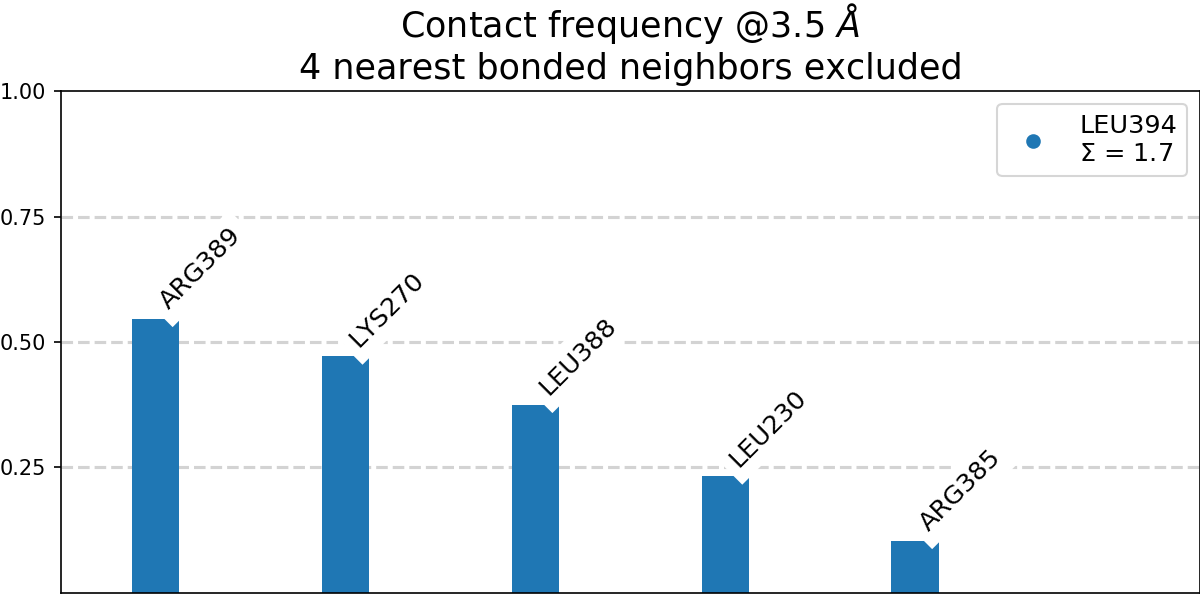 Contact frequency @3.5 Å
4 nearest bonded neighbors excluded
1.00
LEU394
Σ = 1.7
0.75
ARG389
LYS270
0.50
LEU388
LEU230
0.25
ARG385